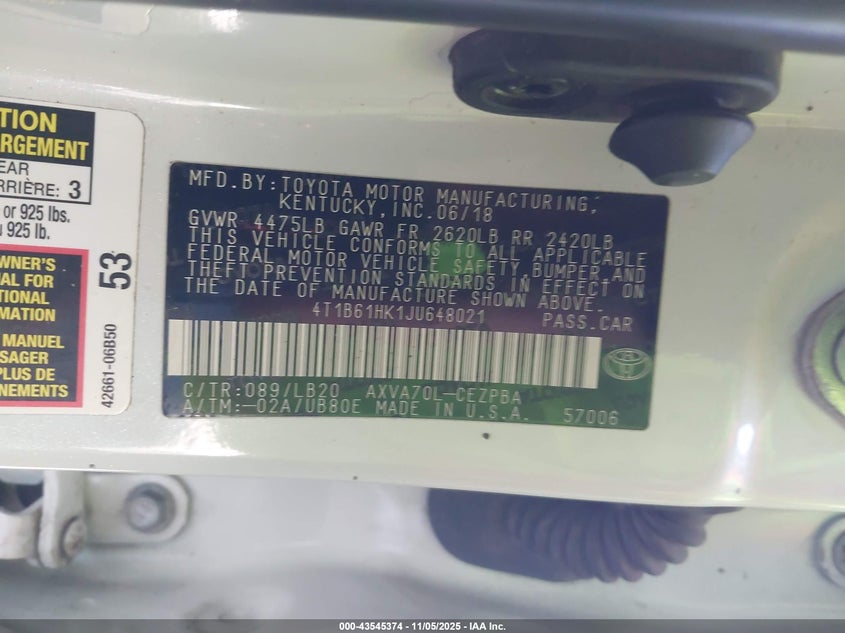 TION
RGEMENT
EAR
ARRIÈRE: 3
or 925 lbs.
925 lb.
WNER'S
AL FOR
TIONAL
RMATION
MANUEL
SAGER
PLUS DE
NEMENTS
53
42661-06B50
MFD.BY:TOYOTA MOTOR MANUFACTURING,
KENTUCKY, INC. 06/18
GVWR 4475LB GAWR FR 2620LB RR 2420LB
THIS VEHICLE CONFORMS TO ALL APPLICABLE
FEDERAL MOTOR VEHICLE SAFETY,BUMPER,AND
THEFT PREVENTION STANDARDS IN EFFECT ON
THE DATE OF MANUFACTURE SHOWN ABOVE.
4T1B61HK1JU648021 PASS.CAR
C/TR:089/LB20 AXVA70L-CEZPBA
A/TM:-02A/UB80E MADE IN U.S.A. 57006
000-43545374 | 11/05/2025 - IAA Inc.